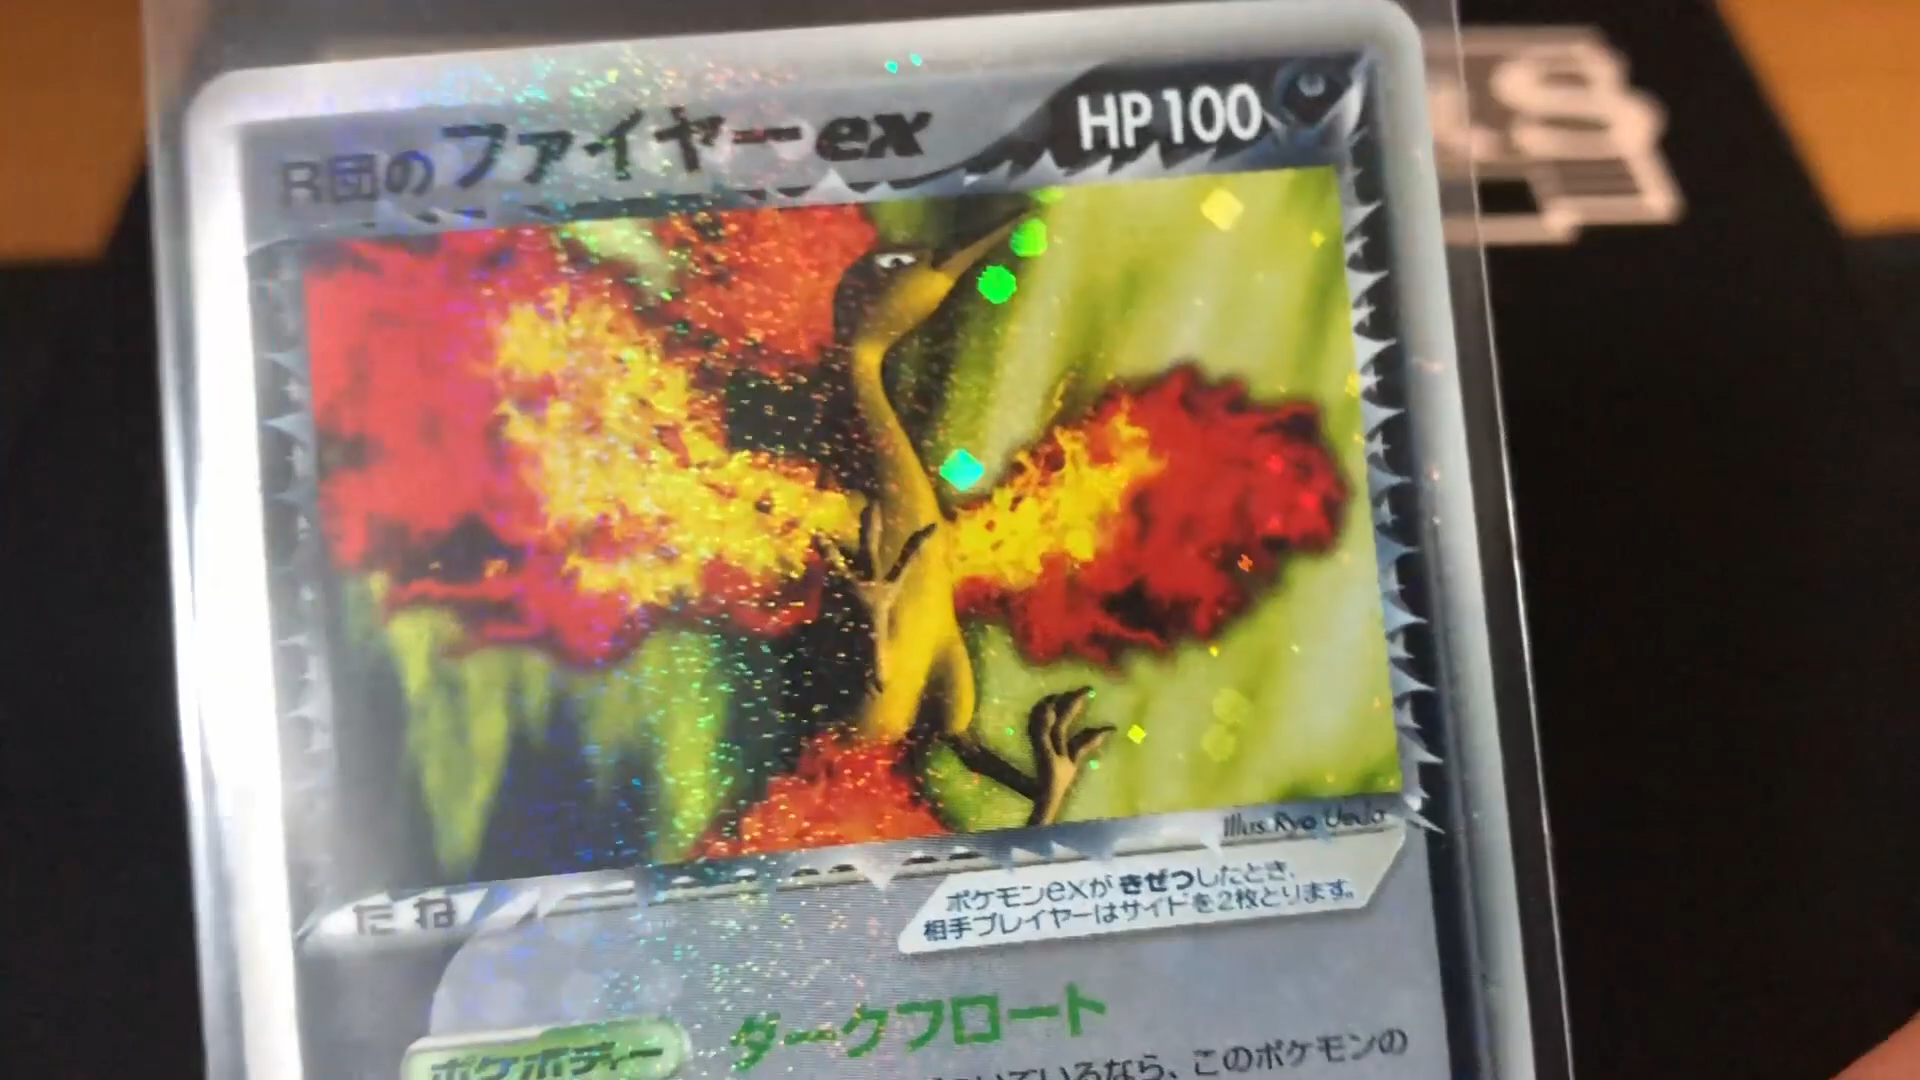 R団のファイヤーex HP100
Illus. Ryo Ueda
たね
ポケモンexがきぜつしたとき、
相手プレイヤーはサイドを2枚とります。
ポケボディー ダークフロート
いているなら、このポケモンの